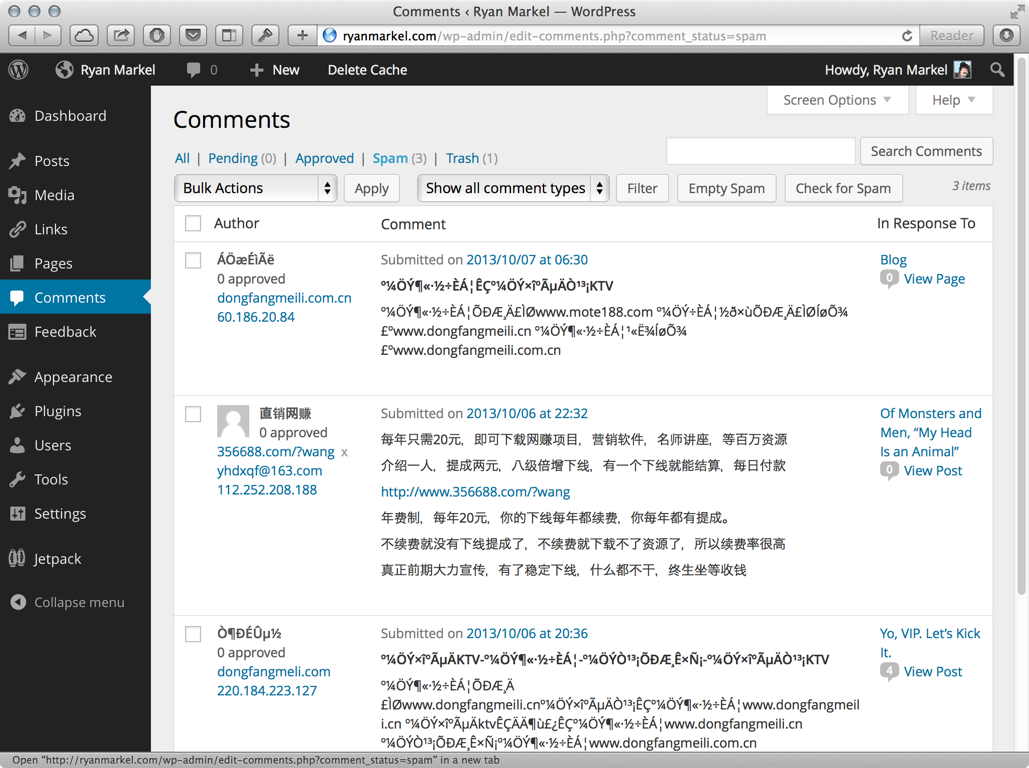 Comments ‹ Ryan Markel — WordPress
ryanmarkel.com/wp-admin/edit-comments.php?comment_status=spam
Reader
Ryan Markel
0
New
Delete Cache
Howdy, Ryan Markel
Dashboard
Posts
Media
Links
Pages
Comments
Feedback
Appearance
Plugins
Users
Tools
Settings
Jetpack
Collapse menu
Screen Options
Help
Comments
All | Pending (0) | Approved | Spam (3) | Trash (1)
Search Comments
Bulk Actions
Apply
Show all comment types
Filter
Empty Spam
Check for Spam
3 items
Author
Comment
In Response To
ÁÖæÉìÃë
0 approved
dongfangmeili.com.cn
60.186.20.84
Submitted on 2013/10/07 at 06:30
º¼ÖÝ¶«·½÷ÈÁ¦ÊÇº¼ÖÝ×îºÃµÄÒ¹³¡KTV
º¼ÖÝ¶«·½÷ÈÁ¦ÕÐÆ¸Ä£ÌØwww.mote188.com º¼ÖÝ÷ÈÁ¦½ð×ùÕÐÆ¸Ä£ÌØÍøÕ¾
£ºwww.dongfangmeili.cn º¼ÖÝ¶«·½÷ÈÁ¦¹«Ë¾ÍøÕ¾
£ºwww.dongfangmeili.com.cn
Blog
0 View Page
直销网赚
0 approved
356688.com/?wang x
yhdxqf@163.com
112.252.208.188
Submitted on 2013/10/06 at 22:32
每年只需20元，即可下载网赚项目，营销软件，名师讲座，等百万资源
介绍一人，提成两元，八级倍增下线，有一个下线就能结算，每日付款
http://www.356688.com/?wang
年费制，每年20元，你的下线每年都续费，你每年都有提成。
不续费就没有下线提成了，不续费就下载不了资源了，所以续费率很高
真正前期大力宣传，有了稳定下线，什么都不干，终生坐等收钱
Of Monsters and
Men, “My Head
Is an Animal”
0 View Post
Ò¶ÐÉÛµ½
0 approved
dongfangmeli.com
220.184.223.127
Submitted on 2013/10/06 at 20:36
º¼ÖÝ×îºÃµÄKTV-º¼ÖÝ¶«·½÷ÈÁ¦-º¼ÖÝÒ¹³¡ÕÐÆ¸Ê×Ñ¡-º¼ÖÝ×îºÃµÄÒ¹³¡KTV
º¼ÖÝ¶«·½÷ÈÁ¦ÕÐÆ¸Ä
£ÌØwww.dongfangmeili.cnº¼ÖÝ×îºÃµÄÒ¹³¡ÊÇº¼ÖÝ¶«·½÷ÈÁ¦www.dongfangmeil
i.cn º¼ÖÝ×îºÃµÄktvÊÇÄÄ¶ù£¿ÊÇº¼ÖÝ¶«·½÷ÈÁ¦www.dongfangmeili.cn
º¼ÖÝÒ¹³¡ÕÐÆ¸Ê×Ñ¡º¼ÖÝ¶«·½÷ÈÁ¦www.dongfangmeili.com.cn
Yo, VIP. Let’s Kick
It.
4 View Post
Open "http://ryanmarkel.com/wp-admin/edit-comments.php?comment_status=spam" in a new tab